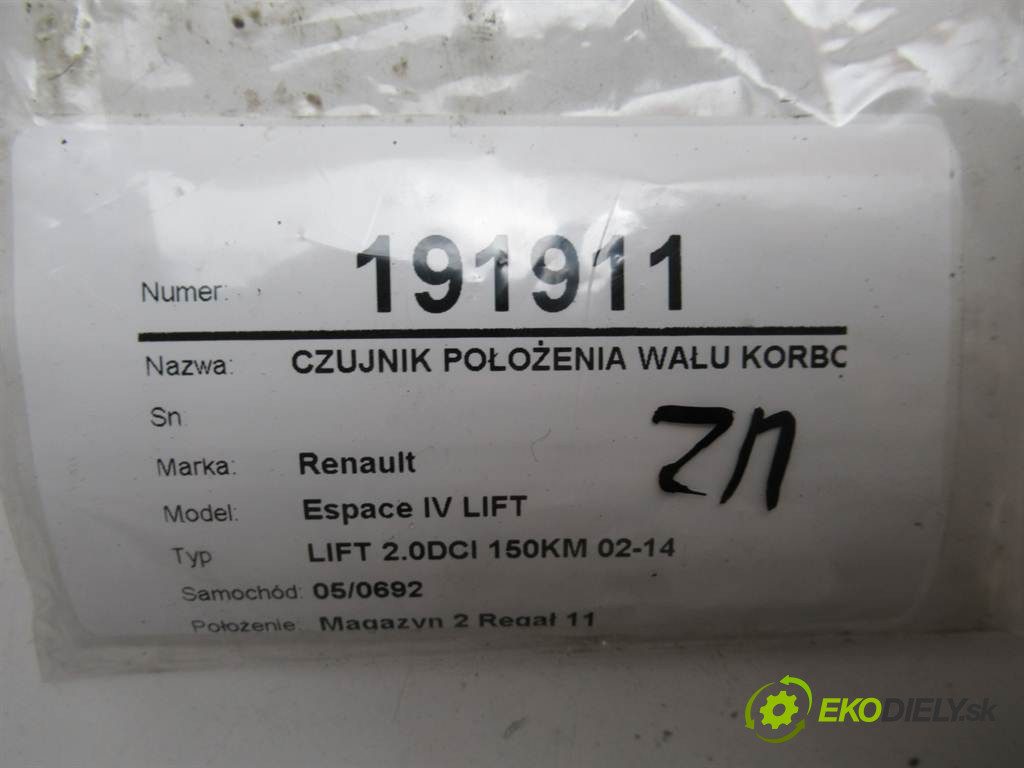 Numer: 191911
Nazwa: CZUJNIK POŁOŻENIA WAŁU KORBO
Sn
Marka: Renault
Model: Espace IV LIFT
Typ LIFT 2.0DCI 150KM 02-14
Samochód: 05/0692
Położenie: Magazyn 2 Regał 11
EKODIELY.sk